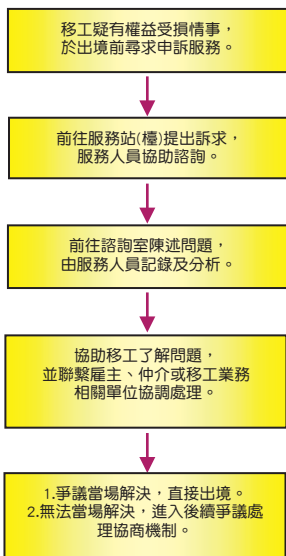 移工疑有權益受損情事，
於出境前尋求申訴服務。
前往服務站(檯)提出訴求，
服務人員協助諮詢。
前往諮詢室陳述問題，
由服務人員記錄及分析。
協助移工了解問題，
並聯繫雇主、仲介或移工業務
相關單位協調處理。
1.爭議當場解決，直接出境。
2.無法當場解決，進入後續爭議處
理協商機制。